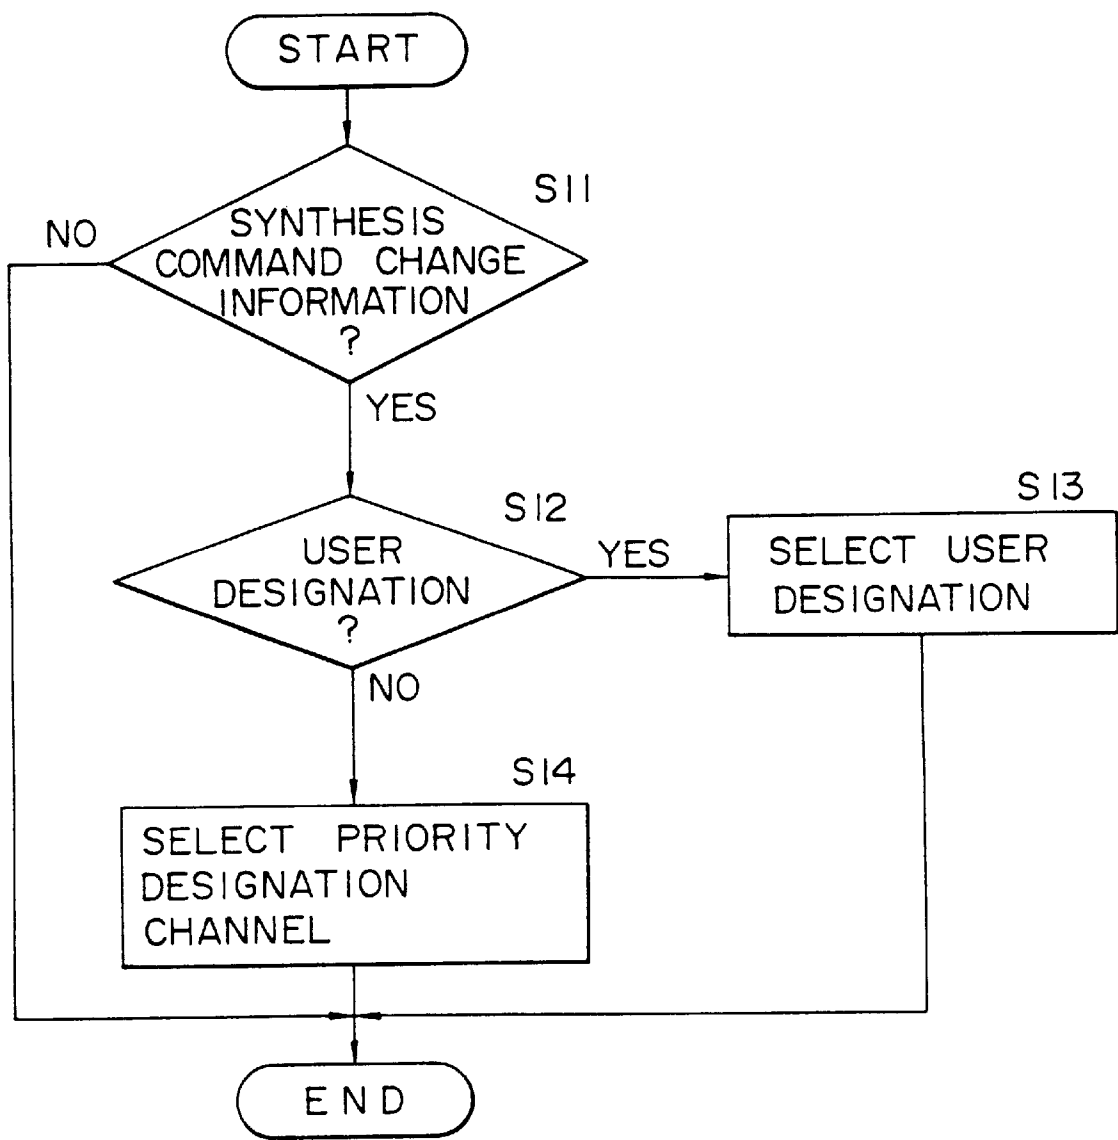 START
S11
NO
SYNTHESIS
COMMAND CHANGE
INFORMATION
?
YES
S12
S13
USER
DESIGNATION
?
YES
SELECT USER
DESIGNATION
NO
S14
SELECT PRIORITY
DESIGNATION
CHANNEL
END